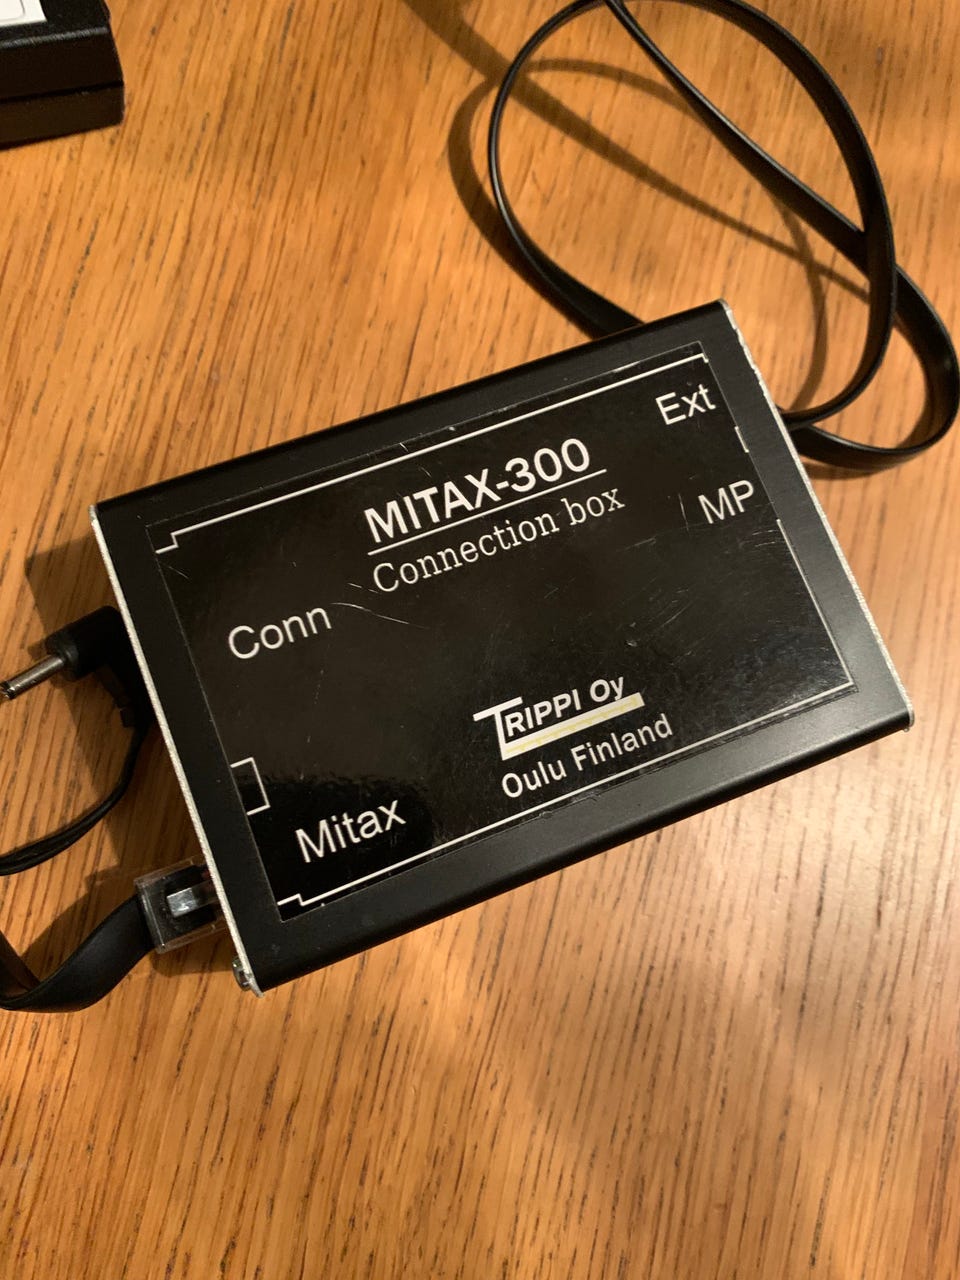 Ext
MITAX-300
Connection box
MP
Conn
TRIPPI Oy
Oulu Finland
Mitax